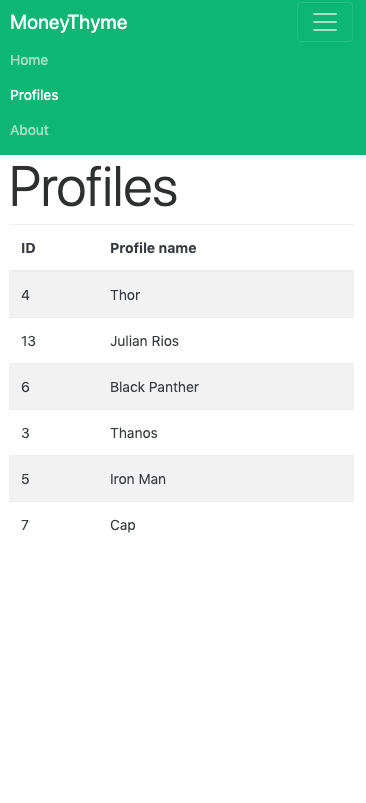 MoneyThyme
Home
Profiles
About
Profiles
ID Profile name
4 Thor
13 Julian Rios
6 Black Panther
3 Thanos
5 Iron Man
7 Cap